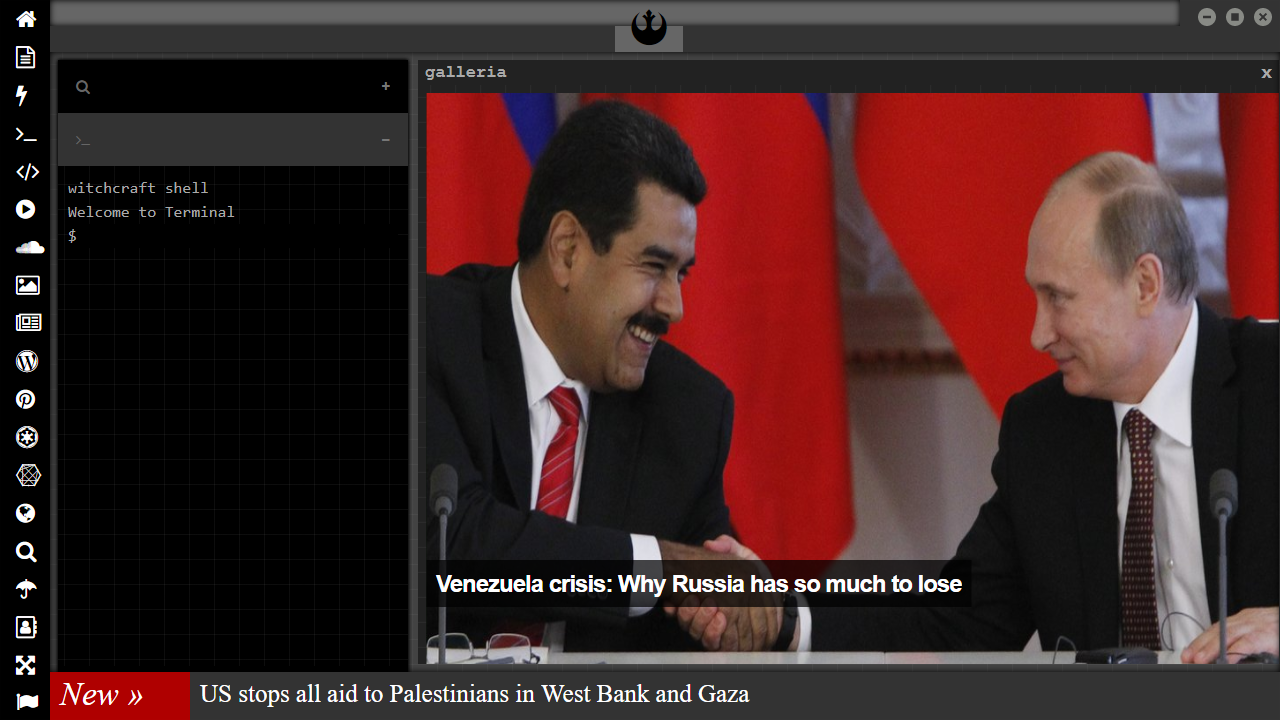 galleria
x
+
>_
−
witchcraft shell
Welcome to Terminal
$
Venezuela crisis: Why Russia has so much to lose
New » US stops all aid to Palestinians in West Bank and Gaza